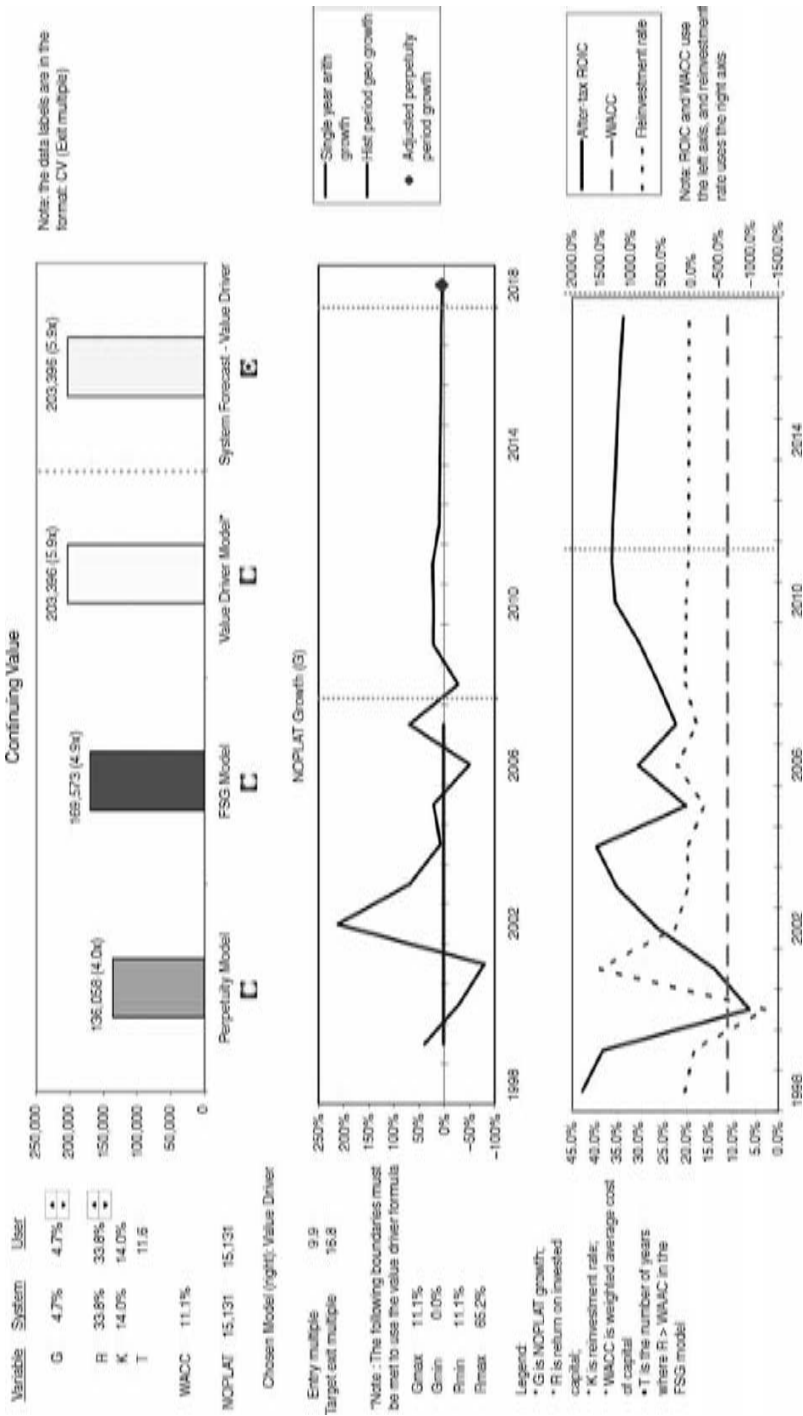 Variable System User
G 4.7% 4.7%
R 33.8% 33.8%
K 14.0% 14.0%
T 11.6
WACC 11.1%
NOPLAT 15,131 15,131
Chosen Model (right): Value Driver
Entry multiple 9.9
Target exit multiple 16.8
*Note : The following boundaries must
be met to use the value driver formula
Gmax 11.1%
Gmin 0.0%
Rmin 11.1%
Rmax 65.2%
Legend:
* G is NOPLAT growth;
* R is return on invested
capital;
* K is reinvestment rate;
* WACC is weighted average cost
of capital
* T is the number of years
where R > WAAC in the
FSG model
Continuing Value
Note: the data labels are in the
format: CV (Exit multiple)
250,000
200,000
150,000
100,000
50,000
0
136,058 (4.0x)
169,573 (4.9x)
203,396 (5.9x)
203,396 (5.9x)
Perpetuity Model
FSG Model
Value Driver Model*
System Forecast - Value Driver
NOPLAT Growth (G)
250%
200%
150%
100%
50%
0%
-50%
-100%
1998 2002 2006 2010 2014 2018
Single year arith
growth
Hist period geo growth
Adjusted perpetuity
period growth
45.0%
40.0%
35.0%
30.0%
25.0%
20.0%
15.0%
10.0%
5.0%
0.0%
2000.0%
1500.0%
1000.0%
500.0%
0.0%
-500.0%
-1000.0%
-1500.0%
1998 2002 2006 2010 2014
After-tax ROIC
WACC
Reinvestment rate
Note: ROIC and WACC use
the left axis, and reinvestment
rate uses the right axis